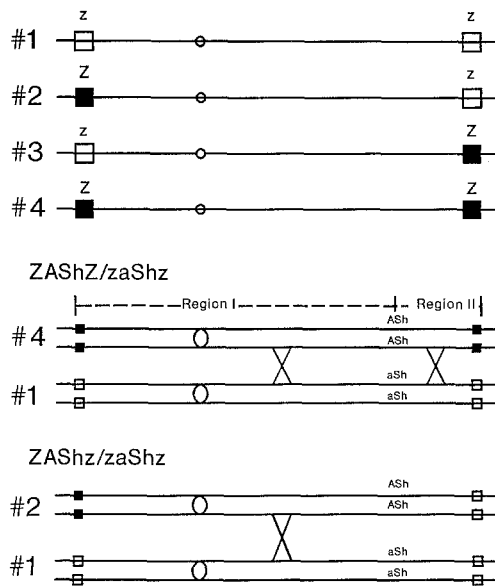 z z
#1
Z z
#2
z Z
#3
Z Z
#4
ZAShZ/zaShz
Region I Region II
#4 ASh
ASh
aSh
#1 aSh
ZAShz/zaShz
#2 ASh
ASh
aSh
#1 aSh